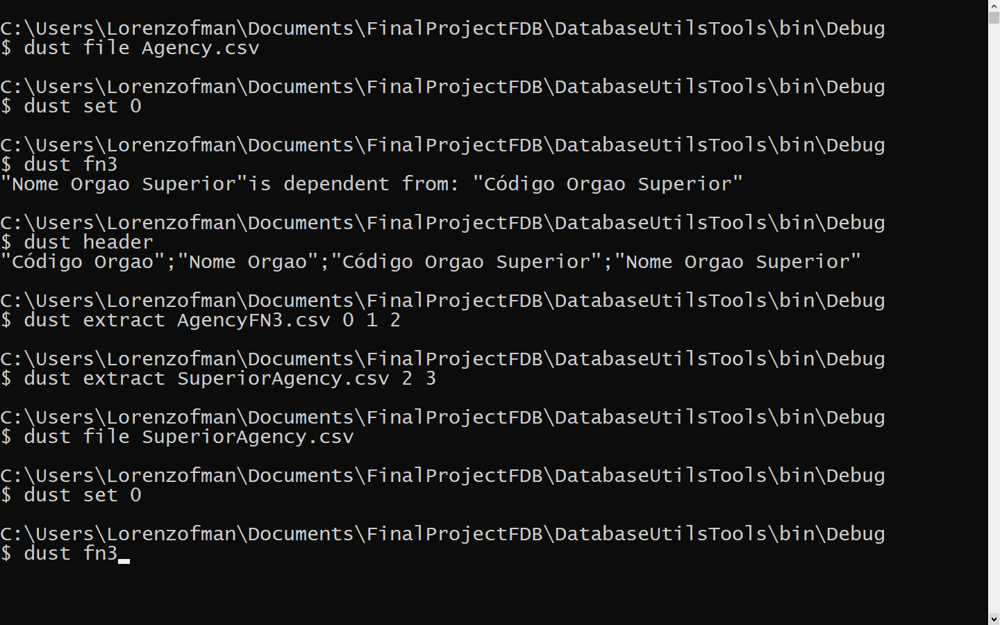 C:\Users\Lorenzofman\Documents\FinalProjectFDB\DatabaseUtilsTools\bin\Debug
$ dust file Agency.csv
C:\Users\Lorenzofman\Documents\FinalProjectFDB\DatabaseUtilsTools\bin\Debug
$ dust set 0
C:\Users\Lorenzofman\Documents\FinalProjectFDB\DatabaseUtilsTools\bin\Debug
$ dust fn3
"Nome Orgao Superior"is dependent from: "Código Orgao Superior"
C:\Users\Lorenzofman\Documents\FinalProjectFDB\DatabaseUtilsTools\bin\Debug
$ dust header
"Código Orgao";"Nome Orgao";"Código Orgao Superior";"Nome Orgao Superior"
C:\Users\Lorenzofman\Documents\FinalProjectFDB\DatabaseUtilsTools\bin\Debug
$ dust extract AgencyFN3.csv 0 1 2
C:\Users\Lorenzofman\Documents\FinalProjectFDB\DatabaseUtilsTools\bin\Debug
$ dust extract SuperiorAgency.csv 2 3
C:\Users\Lorenzofman\Documents\FinalProjectFDB\DatabaseUtilsTools\bin\Debug
$ dust file SuperiorAgency.csv
C:\Users\Lorenzofman\Documents\FinalProjectFDB\DatabaseUtilsTools\bin\Debug
$ dust set 0
C:\Users\Lorenzofman\Documents\FinalProjectFDB\DatabaseUtilsTools\bin\Debug
$ dust fn3